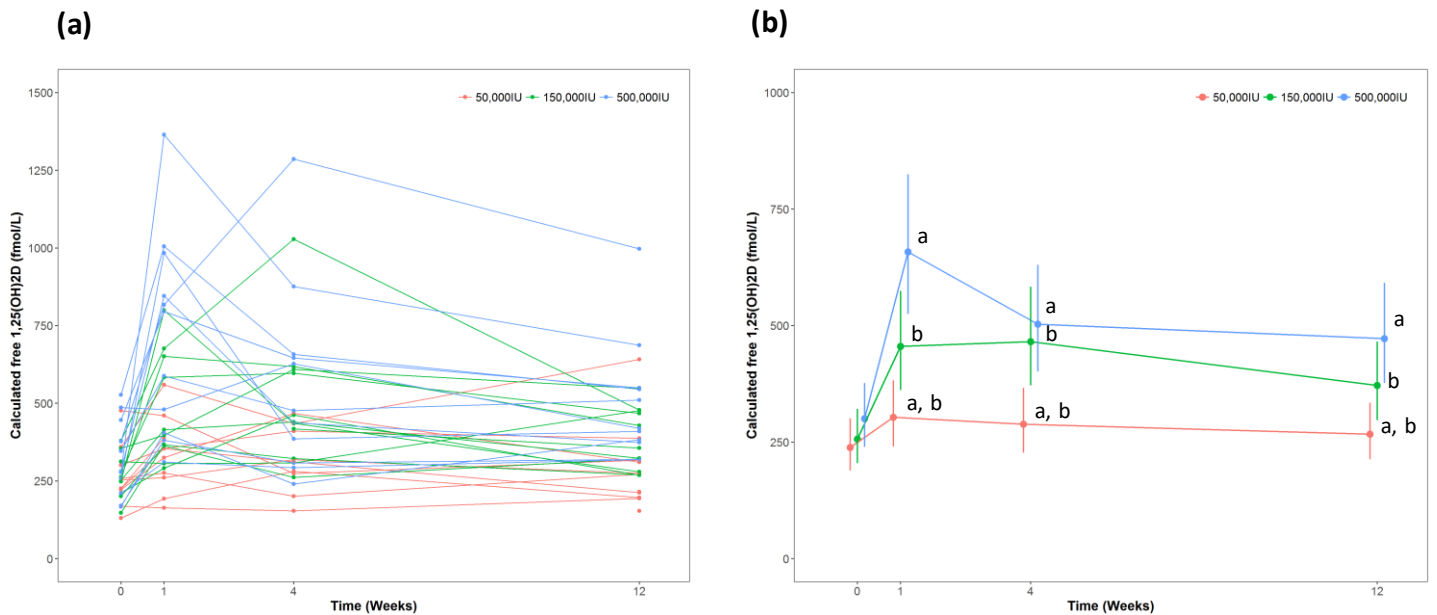 (a)
50,000IU 150,000IU 500,000IU
1500
1250
1000
750
500
250
0
Calculated free 1,25(OH)2D (fmol/L)
0 1 4 12
Time (Weeks)
(b)
50,000IU 150,000IU 500,000IU
1000
750
500
250
0
Calculated free 1,25(OH)2D (fmol/L)
a
a
a
b
b
b
a, b
a, b
a, b
0 1 4 12
Time (Weeks)